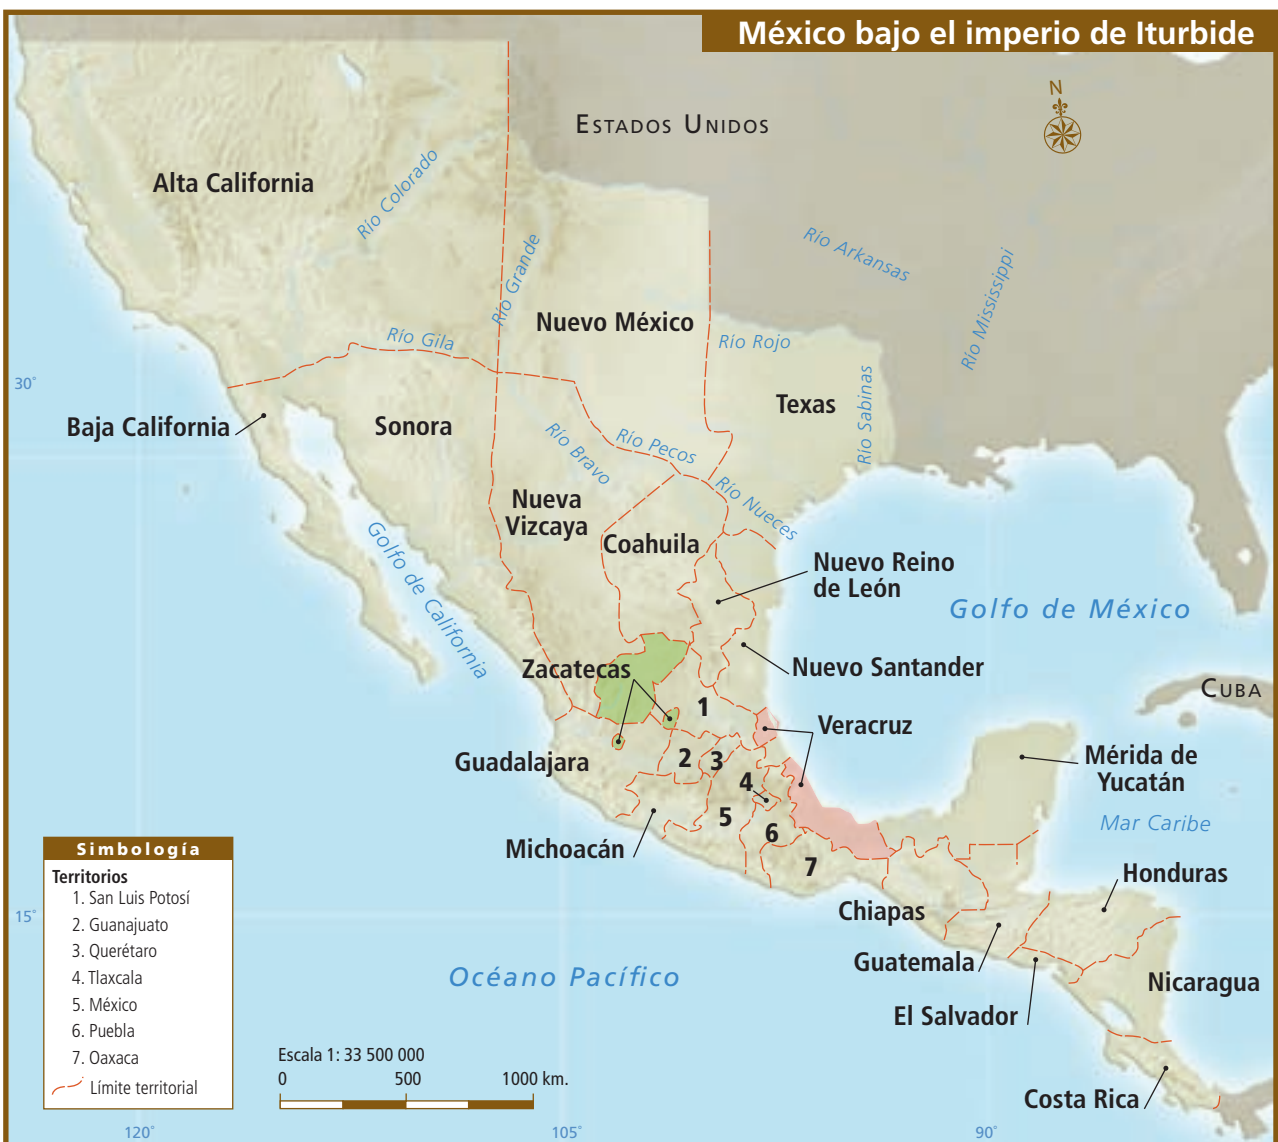 México bajo el imperio de Iturbide
N
ESTADOS UNIDOS
Alta California
Río Colorado
Río Grande
Río Arkansas
Río Mississippi
Nuevo México
Río Gila
Río Rojo
30°
Texas
Río Sabinas
Baja California
Sonora
Río Bravo
Río Pecos
Río Nueces
Nueva
Vizcaya
Coahuila
Golfo de California
Nuevo Reino
de León
Golfo de México
Zacatecas
Nuevo Santander
CUBA
1
Veracruz
Guadalajara
2
3
4
5
6
7
Mérida de
Yucatán
Mar Caribe
Michoacán
Honduras
Chiapas
15°
Guatemala
Océano Pacífico
Nicaragua
El Salvador
Costa Rica
Simbología
Territorios
1. San Luis Potosí
2. Guanajuato
3. Querétaro
4. Tlaxcala
5. México
6. Puebla
7. Oaxaca
Límite territorial
Escala 1: 33 500 000
0 500 1000 km.
120° 105° 90°